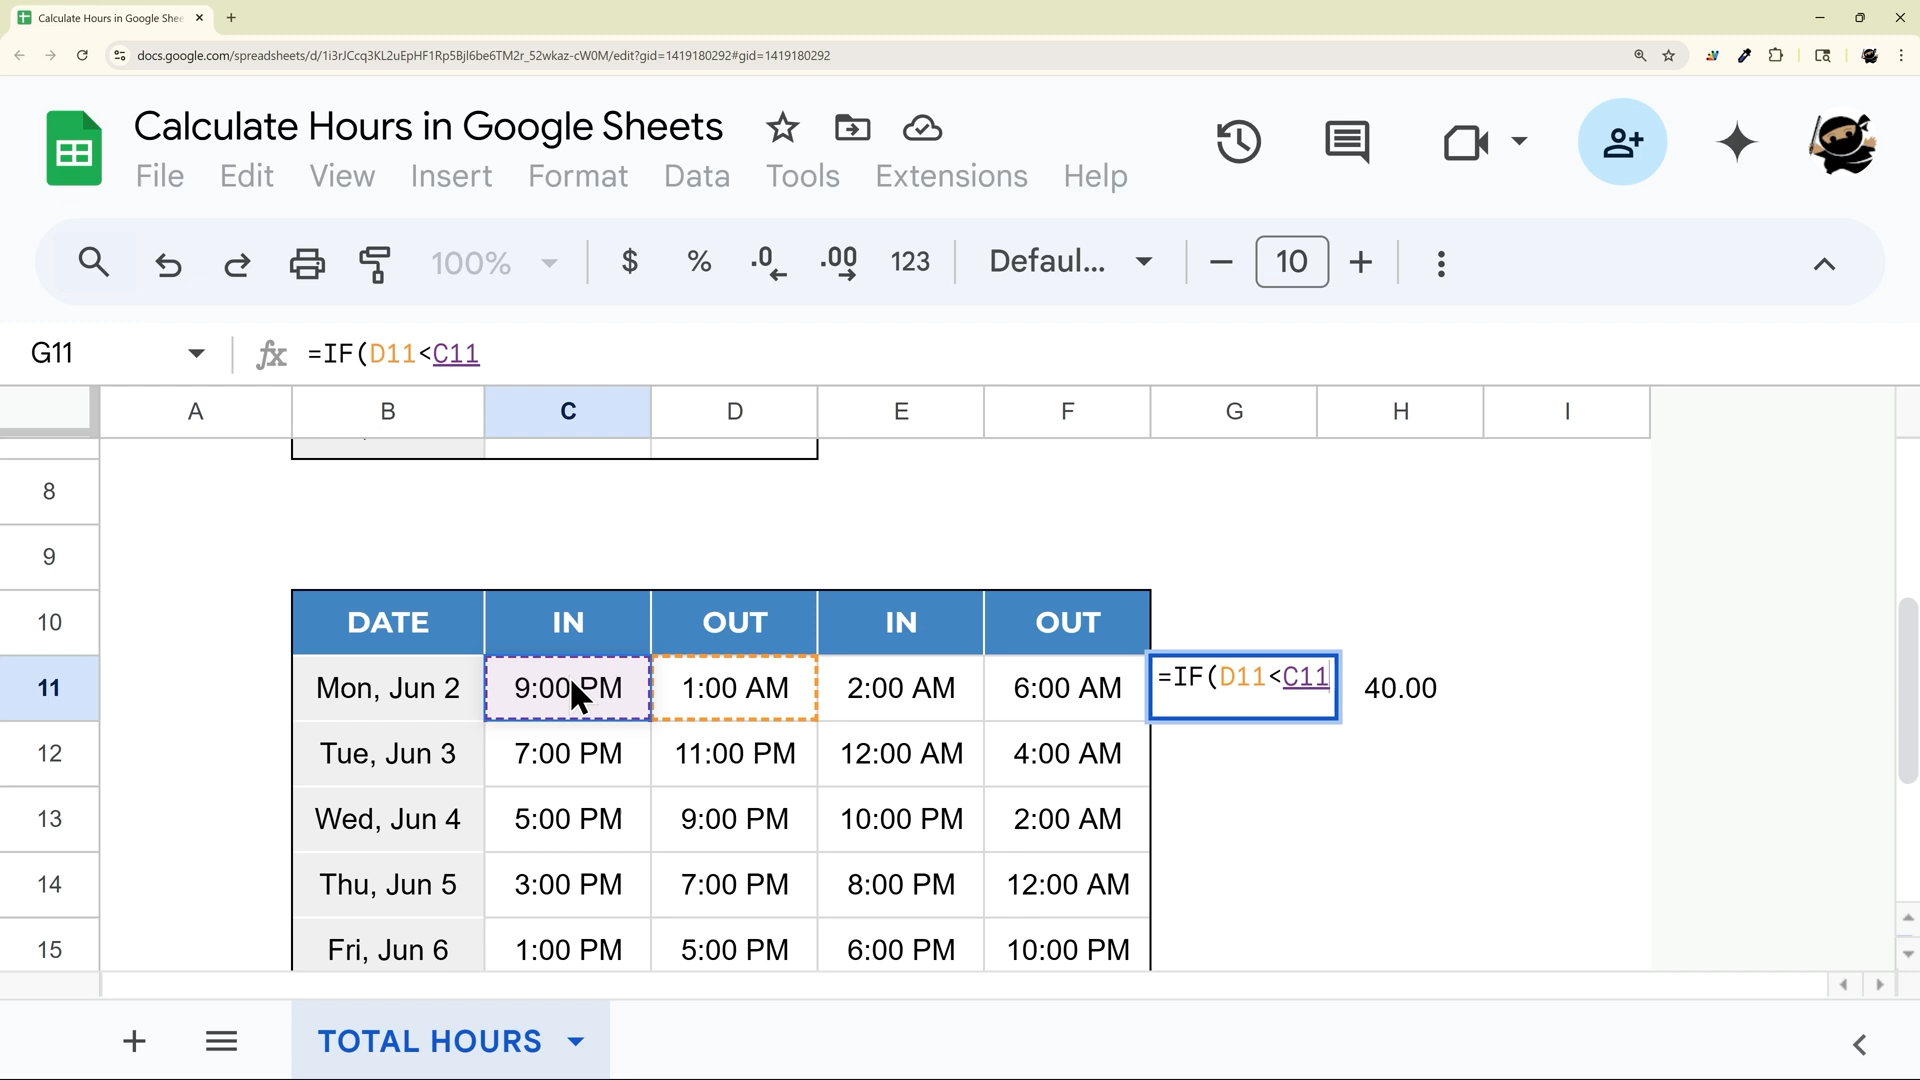 Calculate Hours in Google Shee
docs.google.com/spreadsheets/d/1i3rJCcq3KL2uEpHF1Rp5Bjl6be6TM2r_52wkaz-cW0M/edit?gid=1419180292#gid=1419180292
Calculate Hours in Google Sheets
File Edit View Insert Format Data Tools Extensions Help
100% $ % .0 .00 123 Defaul... 10
G11 fx =IF(D11<C11
A B C D E F G H I
8
9
10 DATE IN OUT IN OUT
11 Mon, Jun 2 9:00 PM 1:00 AM 2:00 AM 6:00 AM =IF(D11<C11 40.00
12 Tue, Jun 3 7:00 PM 11:00 PM 12:00 AM 4:00 AM
13 Wed, Jun 4 5:00 PM 9:00 PM 10:00 PM 2:00 AM
14 Thu, Jun 5 3:00 PM 7:00 PM 8:00 PM 12:00 AM
15 Fri, Jun 6 1:00 PM 5:00 PM 6:00 PM 10:00 PM
TOTAL HOURS